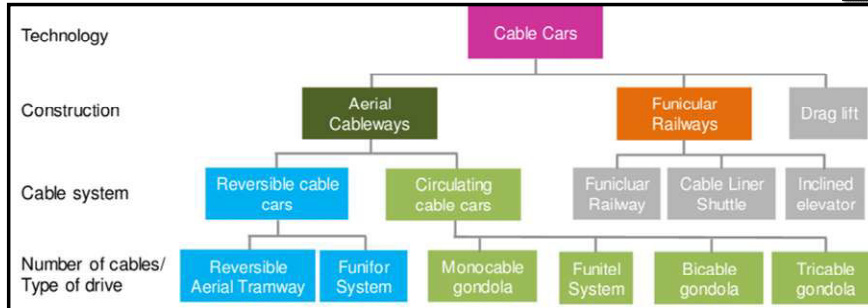 Technology
Cable Cars
Construction
Aerial
Cableways
Funicular
Railways
Drag lift
Cable system
Reversible cable
cars
Circulating
cable cars
Funicluar
Railway
Cable Liner
Shuttle
Inclined
elevator
Number of cables/
Type of drive
Reversible
Aerial Tramway
Funifor
System
Monocable
gondola
Funitel
System
Bicable
gondola
Tricable
gondola